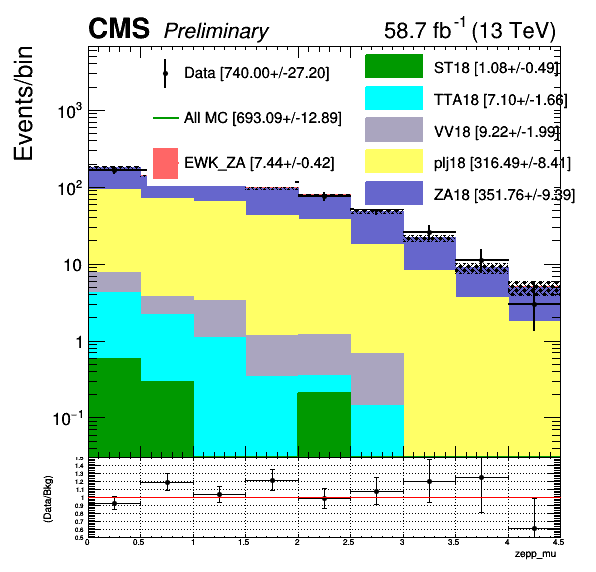 CMS Preliminary 58.7 fb⁻¹ (13 TeV)
Events/bin
Data [740.00+/-27.20]
All MC [693.09+/-12.89]
EWK_ZA [7.44+/-0.42]
ST18 [1.08+/-0.49]
TTA18 [7.10+/-1.66]
VV18 [9.22+/-1.99]
plj18 [316.49+/-8.41]
ZA18 [351.76+/-9.39]
10³
10²
10
1
10⁻¹
(Data/Bkg)
1.5
1.4
1.3
1.2
1.1
1
0.9
0.8
0.7
0.6
0.5
0 0.5 1 1.5 2 2.5 3 3.5 4 4.5
zepp_mu